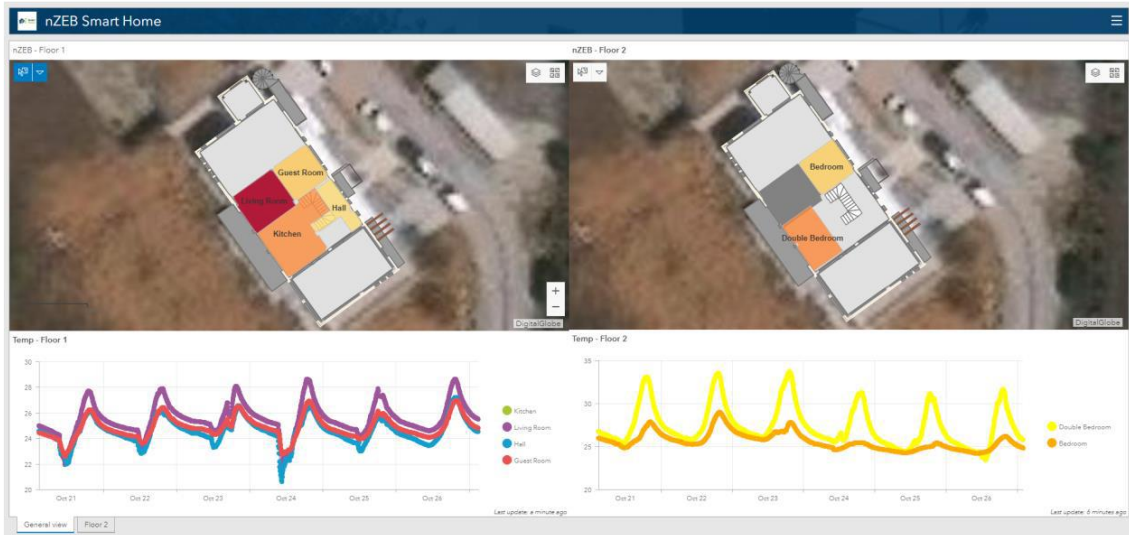 nZEB Smart Home
nZEB - Floor 1
Guest Room
Living Room
Hall
Kitchen
+
−
DigitalGlobe
nZEB - Floor 2
Bedroom
Double Bedroom
DigitalGlobe
Temp - Floor 1
30
28
26
24
22
20
Oct 21
Oct 22
Oct 23
Oct 24
Oct 25
Oct 26
Kitchen
Living Room
Hall
Guest Room
Last update: a minute ago
Temp - Floor 2
35
30
25
20
Oct 21
Oct 22
Oct 23
Oct 24
Oct 25
Oct 26
Double Bedroom
Bedroom
Last update: 6 minutes ago
General view
Floor 2